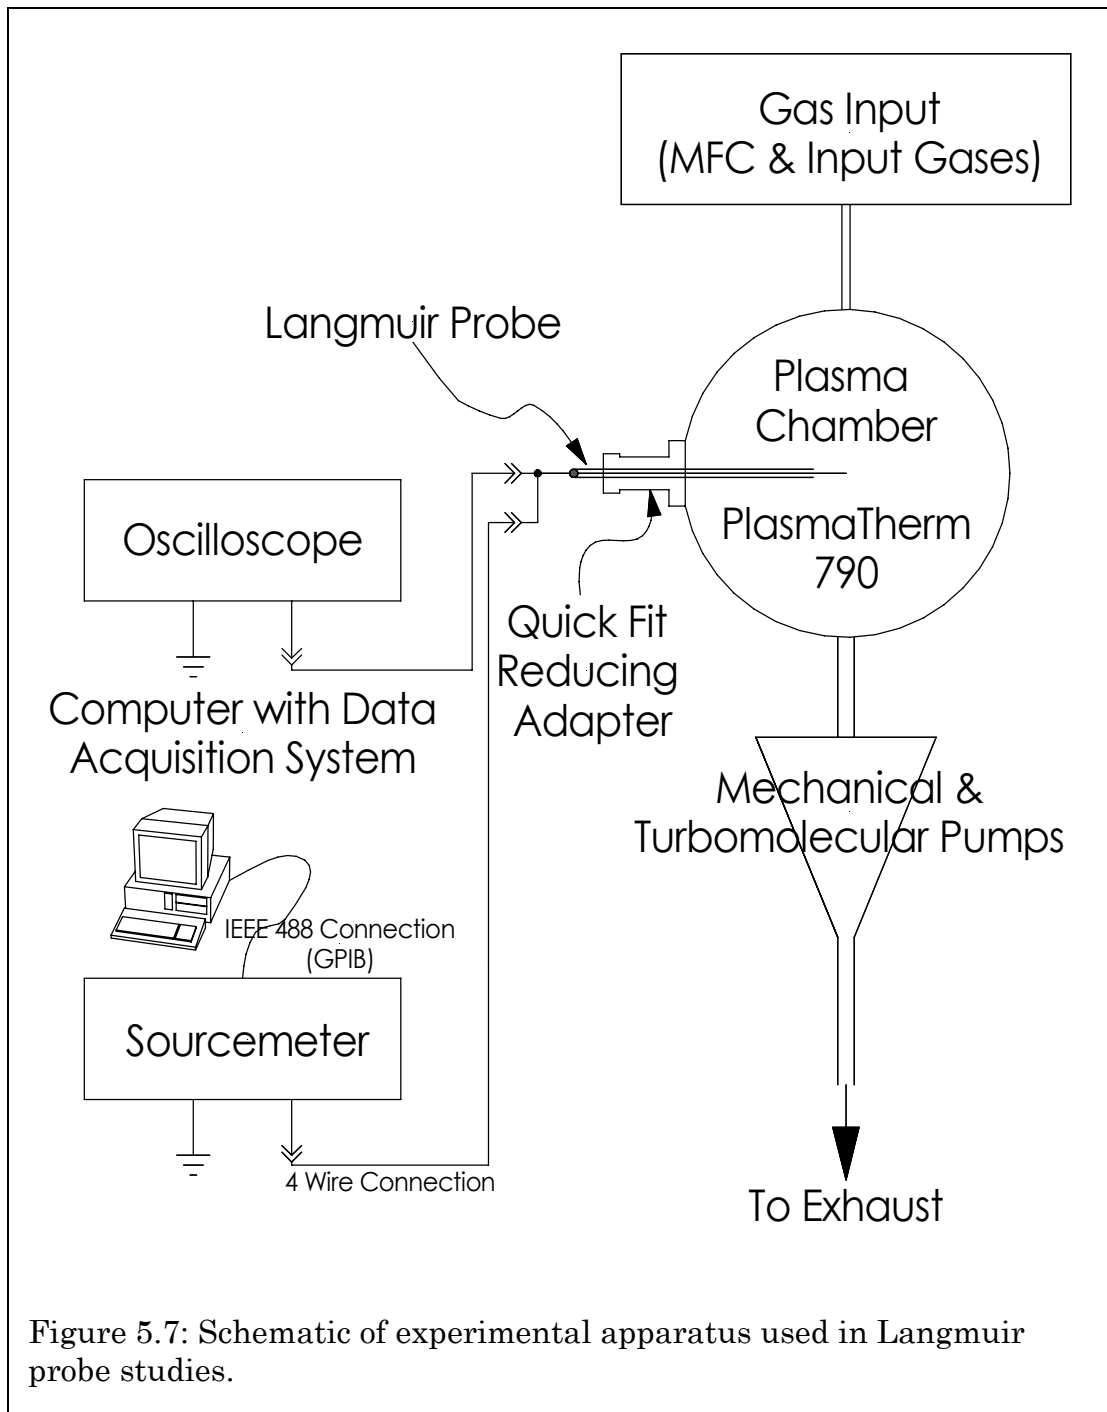 Gas Input
(MFC & Input Gases)
Langmuir Probe
Plasma
Chamber
PlasmaTherm
790
Oscilloscope
Quick Fit
Reducing
Adapter
Computer with Data
Acquisition System
Mechanical &
Turbomolecular Pumps
IEEE 488 Connection
(GPIB)
Sourcemeter
4 Wire Connection
To Exhaust
Figure 5.7: Schematic of experimental apparatus used in Langmuir
probe studies.